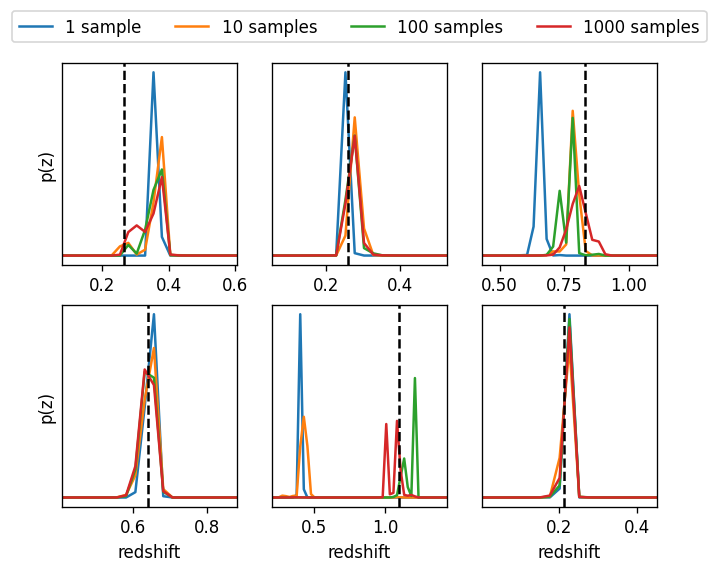 1 sample 10 samples 100 samples 1000 samples
p(z)
0.2 0.4 0.6 0.2 0.4 0.50 0.75 1.00
p(z)
0.6 0.8 0.5 1.0 0.2 0.4
redshift redshift redshift